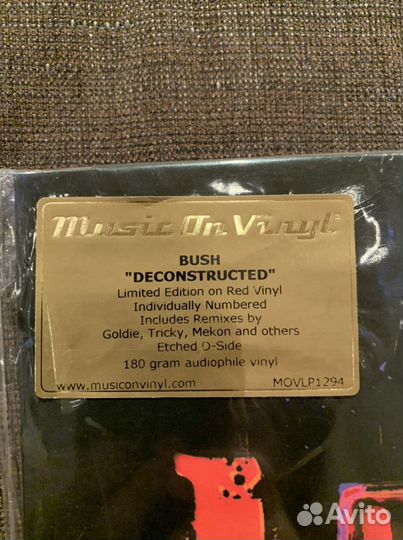 Music On Vinyl
BUSH
"DECONSTRUCTED"
Limited Edition on Red Vinyl
Individually Numbered
Includes Remixes by
Goldie, Tricky, Mekon and others
Etched D-Side
180 gram audiophile vinyl
www.musiconvinyl.com MOVLP1294
Avito